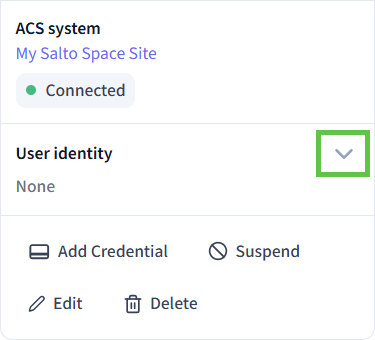 ACS system
My Salto Space Site
Connected
User identity
None
Add Credential
Suspend
Edit
Delete